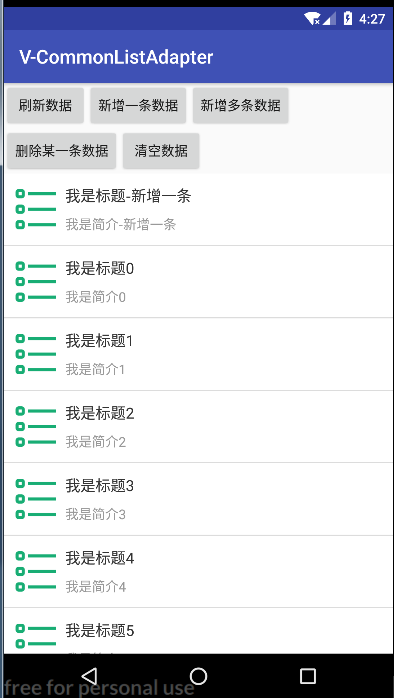 4:27
V-CommonListAdapter
刷新数据 新增一条数据 新增多条数据
删除某一条数据 清空数据
我是标题-新增一条
我是简介-新增一条
我是标题0
我是简介0
我是标题1
我是简介1
我是标题2
我是简介2
我是标题3
我是简介3
我是标题4
我是简介4
我是标题5
free for personal use